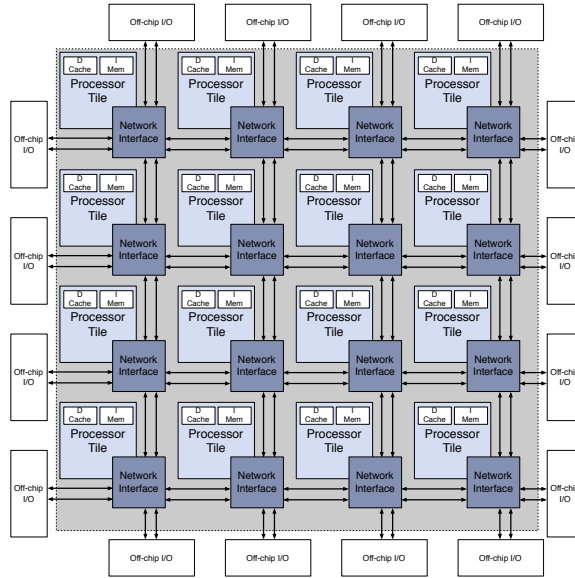 Off-chip I/O Off-chip I/O Off-chip I/O Off-chip I/O
D I D I D I D I
Cache Mem Cache Mem Cache Mem Cache Mem
Processor Processor Processor Processor
Tile Tile Tile Tile
Off-chip Network Network Network Network Off-chip
I/O Interface Interface Interface Interface I/O
D I D I D I D I
Cache Mem Cache Mem Cache Mem Cache Mem
Processor Processor Processor Processor
Tile Tile Tile Tile
Off-chip Network Network Network Network Off-chip
I/O Interface Interface Interface Interface I/O
D I D I D I D I
Cache Mem Cache Mem Cache Mem Cache Mem
Processor Processor Processor Processor
Tile Tile Tile Tile
Off-chip Network Network Network Network Off-chip
I/O Interface Interface Interface Interface I/O
D I D I D I D I
Cache Mem Cache Mem Cache Mem Cache Mem
Processor Processor Processor Processor
Tile Tile Tile Tile
Off-chip Network Network Network Network Off-chip
I/O Interface Interface Interface Interface I/O
Off-chip I/O Off-chip I/O Off-chip I/O Off-chip I/O